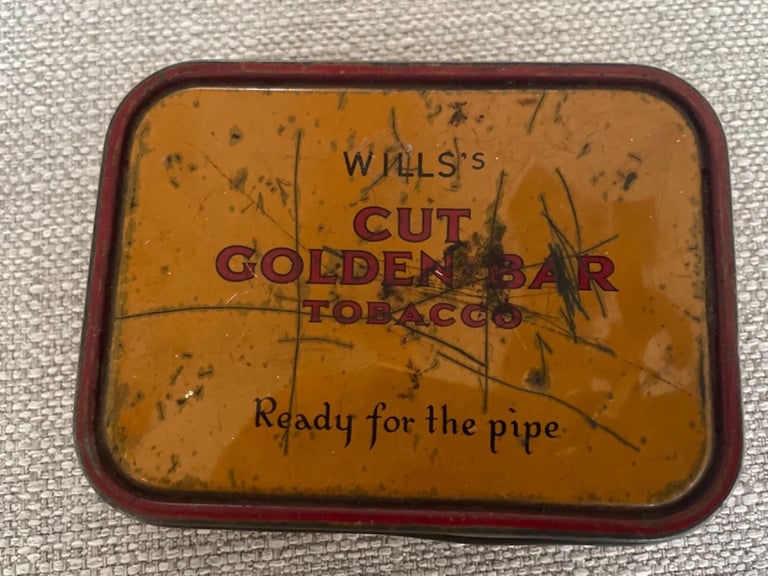 WILLS's
CUT
GOLDEN BAR
TOBACCO
Ready for the pipe